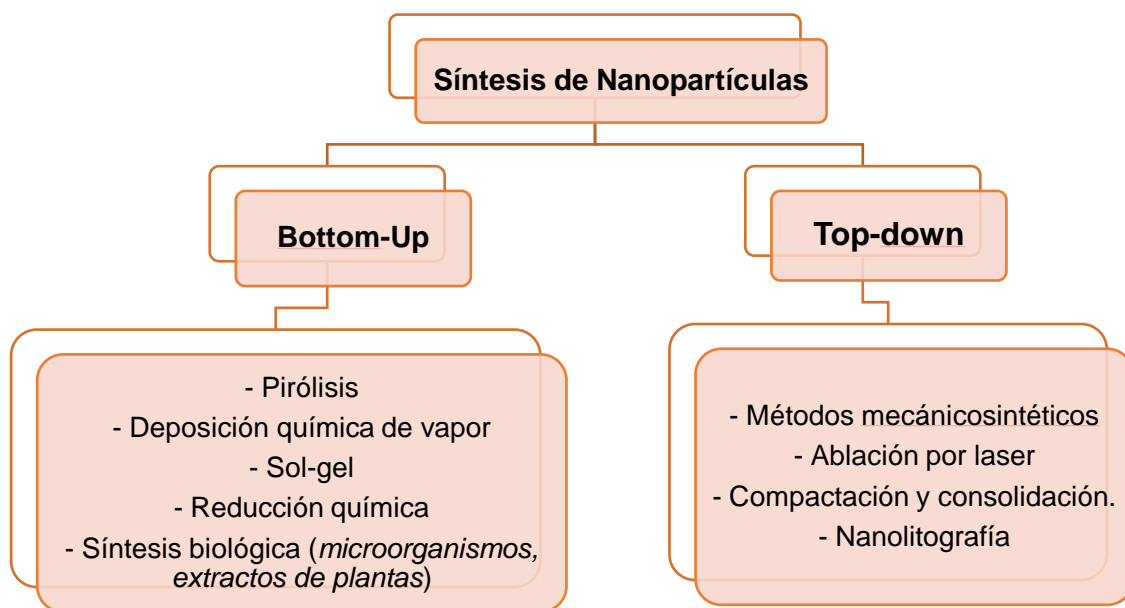 Síntesis de Nanopartículas
Bottom-Up
Top-down
- Pirólisis
- Deposición química de vapor
- Sol-gel
- Reducción química
- Síntesis biológica (microorganismos,
extractos de plantas)
- Métodos mecánicosintéticos
- Ablación por laser
- Compactación y consolidación.
- Nanolitografía